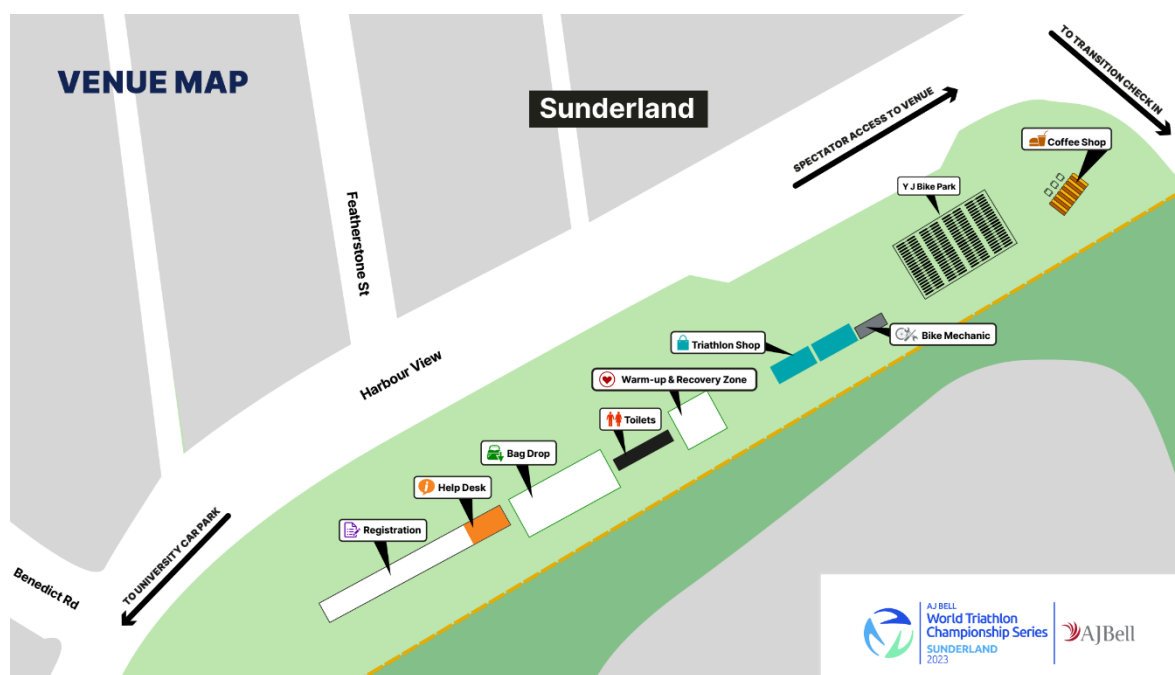 VENUE MAP
Sunderland
TO TRANSITION CHECK IN
SPECTATOR ACCESS TO VENUE
Coffee Shop
Y J Bike Park
Featherstone St
Bike Mechanic
Triathlon Shop
Harbour View
Warm-up & Recovery Zone
Toilets
Bag Drop
Help Desk
Registration
TO UNIVERSITY CAR PARK
Benedict Rd
AJ BELL
World Triathlon
Championship Series
SUNDERLAND
2023
AJBell